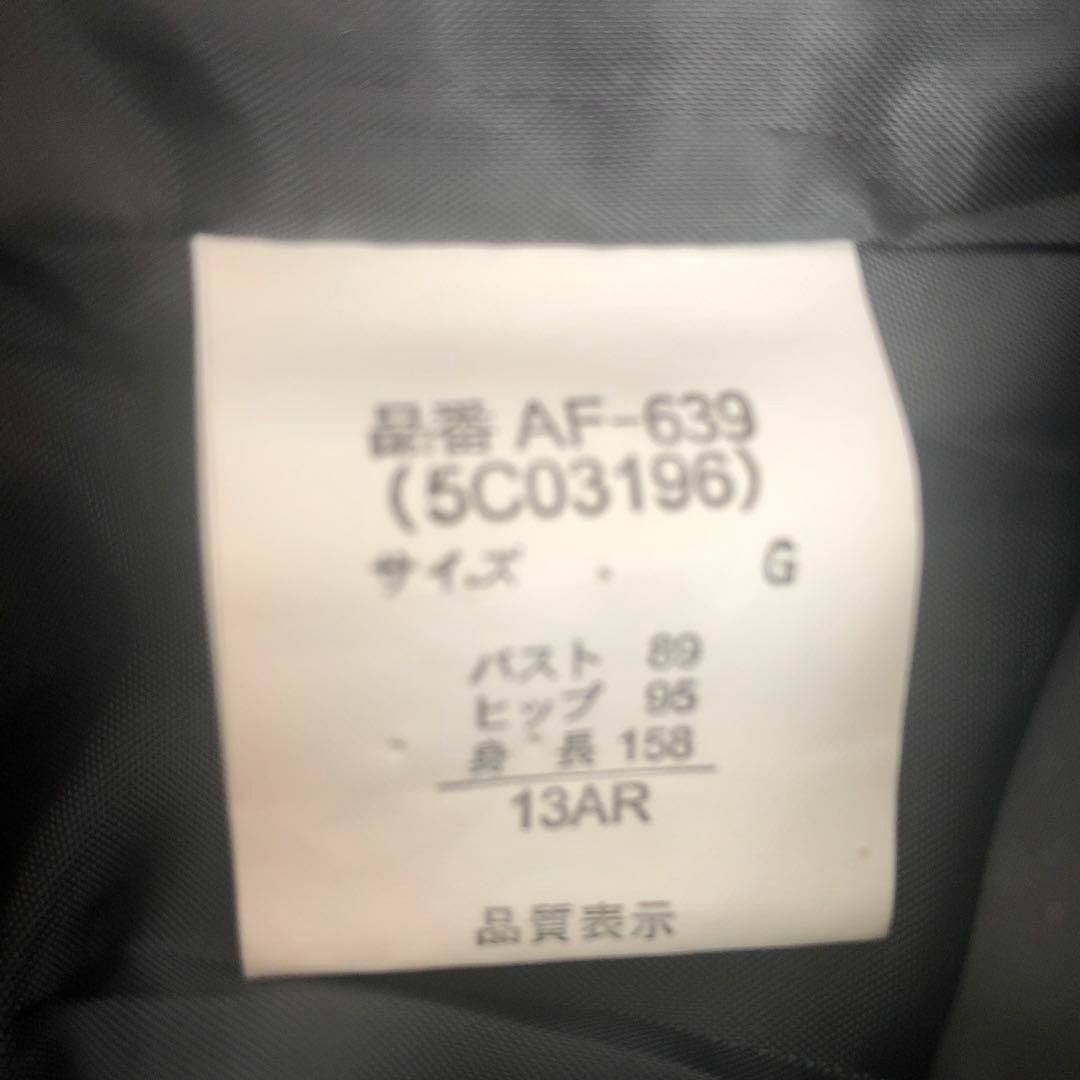 品番 AF-639
(5C03196)
サイズ G
バスト 89
ヒップ 95
身長 158
13AR
品質表示